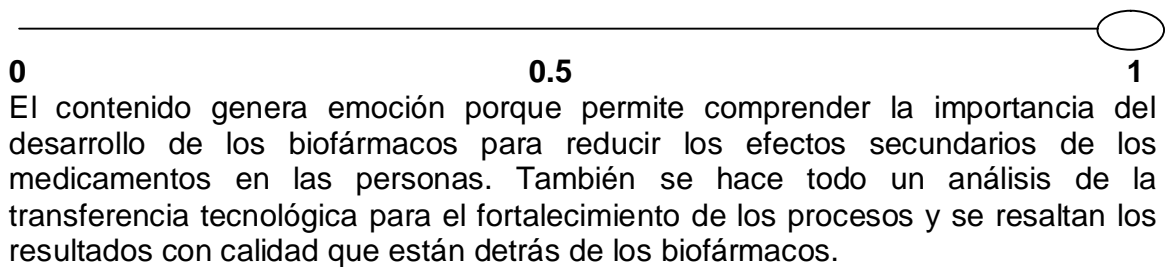 0 0.5 1
El contenido genera emoción porque permite comprender la importancia del
desarrollo de los biofármacos para reducir los efectos secundarios de los
medicamentos en las personas. También se hace todo un análisis de la
transferencia tecnológica para el fortalecimiento de los procesos y se resaltan los
resultados con calidad que están detrás de los biofármacos.